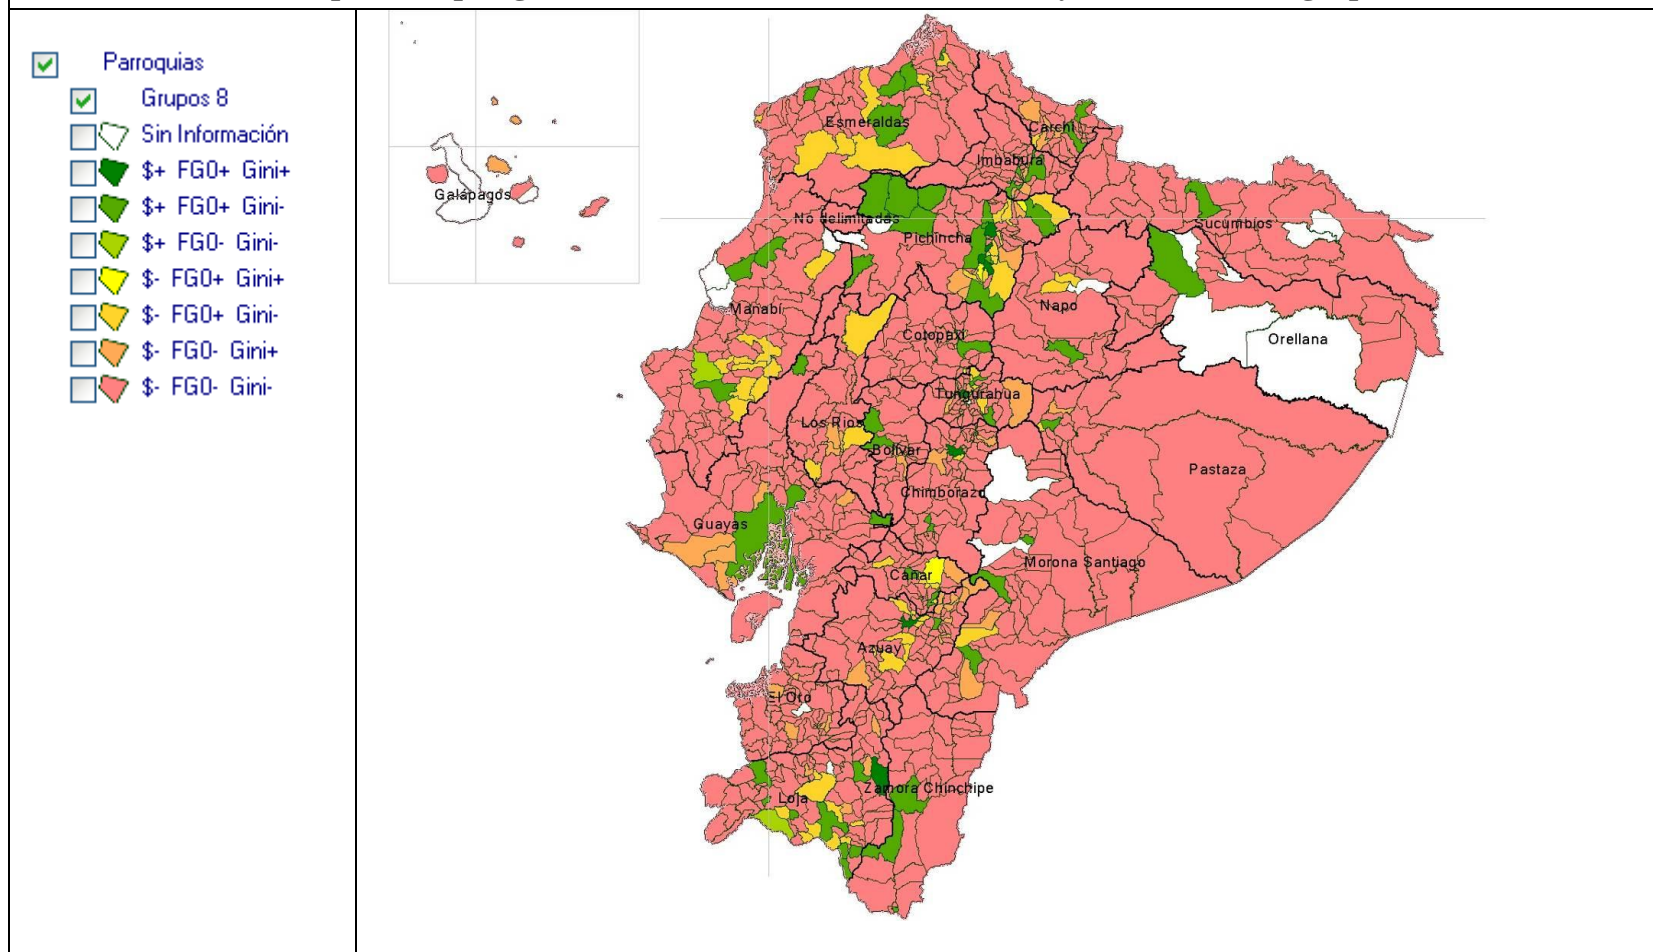 Parroquias
Grupos 8
Sin Información
$+ FGO+ Gini+
$+ FGO+ Gini-
$+ FGO- Gini-
$- FGO+ Gini+
$- FGO+ Gini-
$- FGO- Gini+
$- FGO- Gini-
Esmeraldas
Carchi
Imbabura
Galápagos
No delimitadas
Sucumbios
Pichincha
Manabí
Napo
Cotopaxi
Orellana
Tungurahua
Los Rios
Bolívar
Pastaza
Chimborazo
Guayas
Morona Santiago
Cañar
Azuay
El Oro
Zamora Chinchipe
Loja